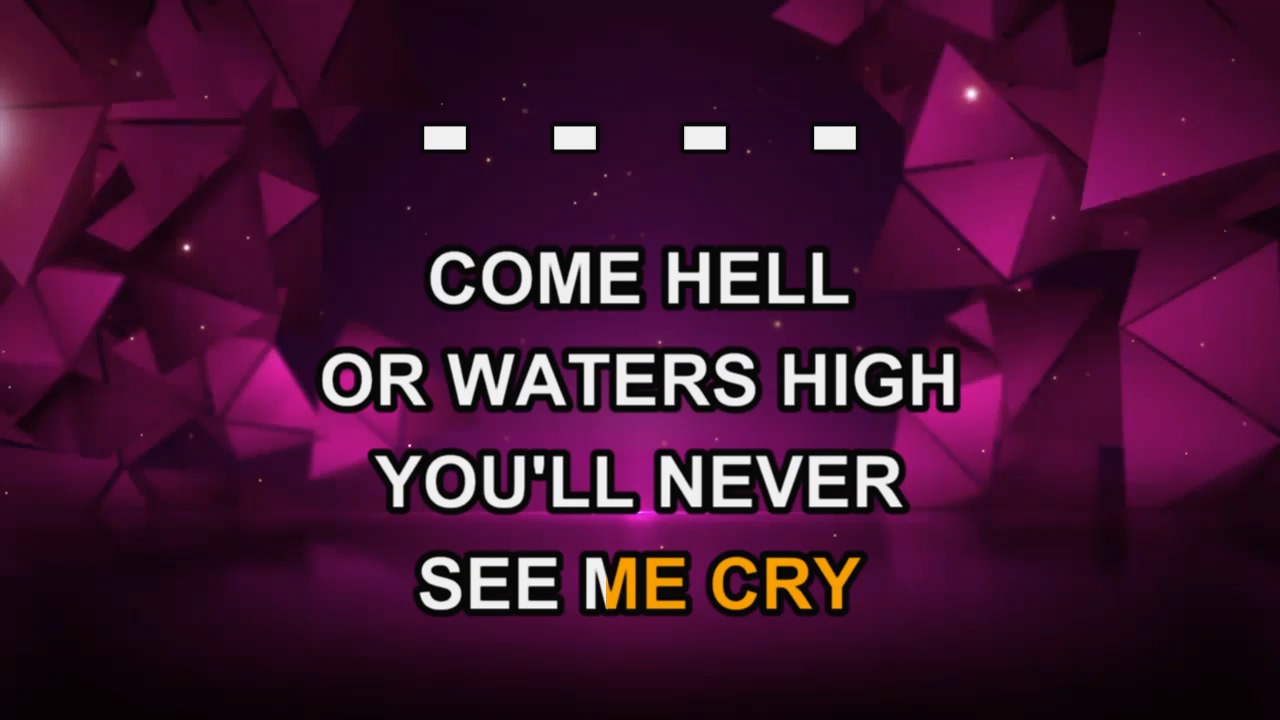 - - - -
COME HELL
OR WATERS HIGH
YOU'LL NEVER
SEE ME CRY